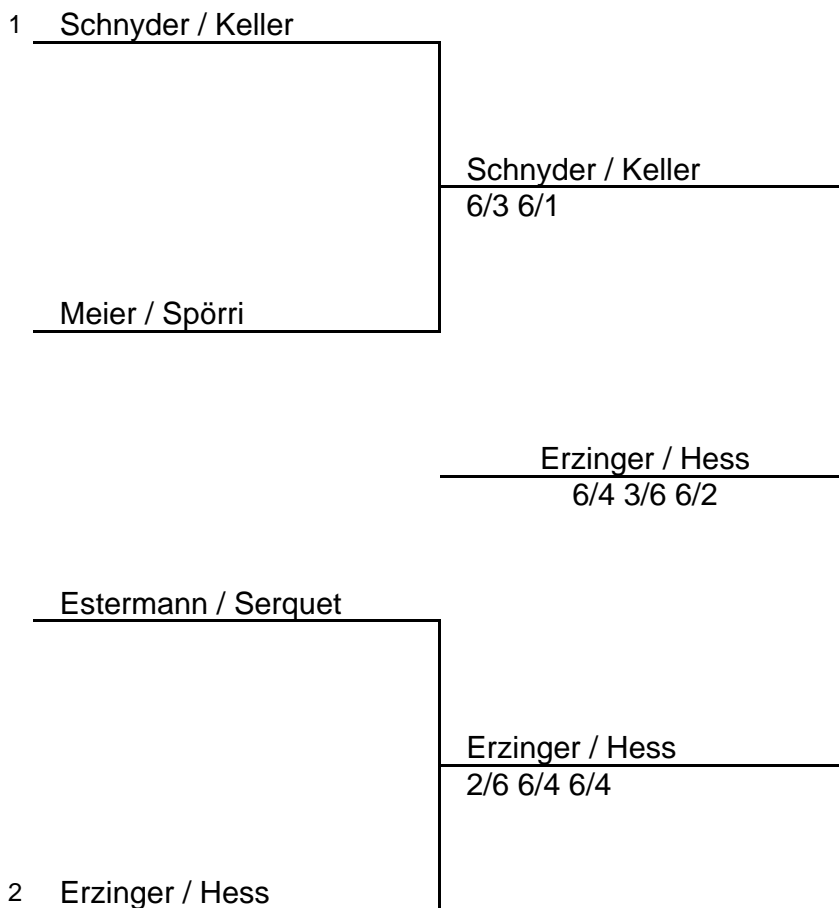 1 Schnyder / Keller
Schnyder / Keller
6/3 6/1
Meier / Spörri
Erzinger / Hess
6/4 3/6 6/2
Estermann / Serquet
Erzinger / Hess
2/6 6/4 6/4
2 Erzinger / Hess